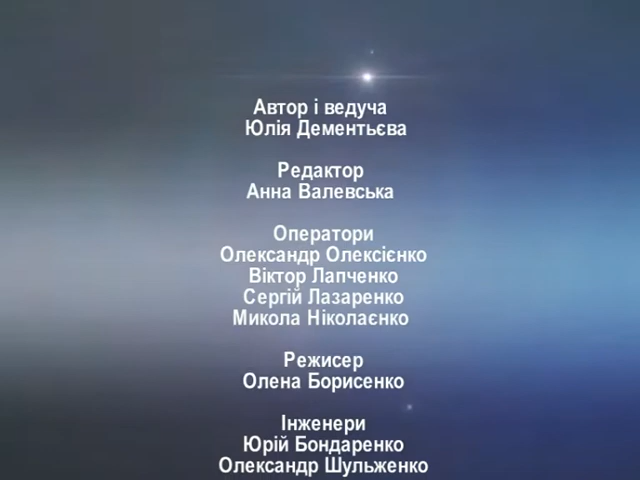 Автор і ведуча
Юлія Дементьєва
Редактор
Анна Валевська
Оператори
Олександр Олексієнко
Віктор Лапченко
Сергій Лазаренко
Микола Ніколаєнко
Режисер
Олена Борисенко
Інженери
Юрій Бондаренко
Олександр Шульженко